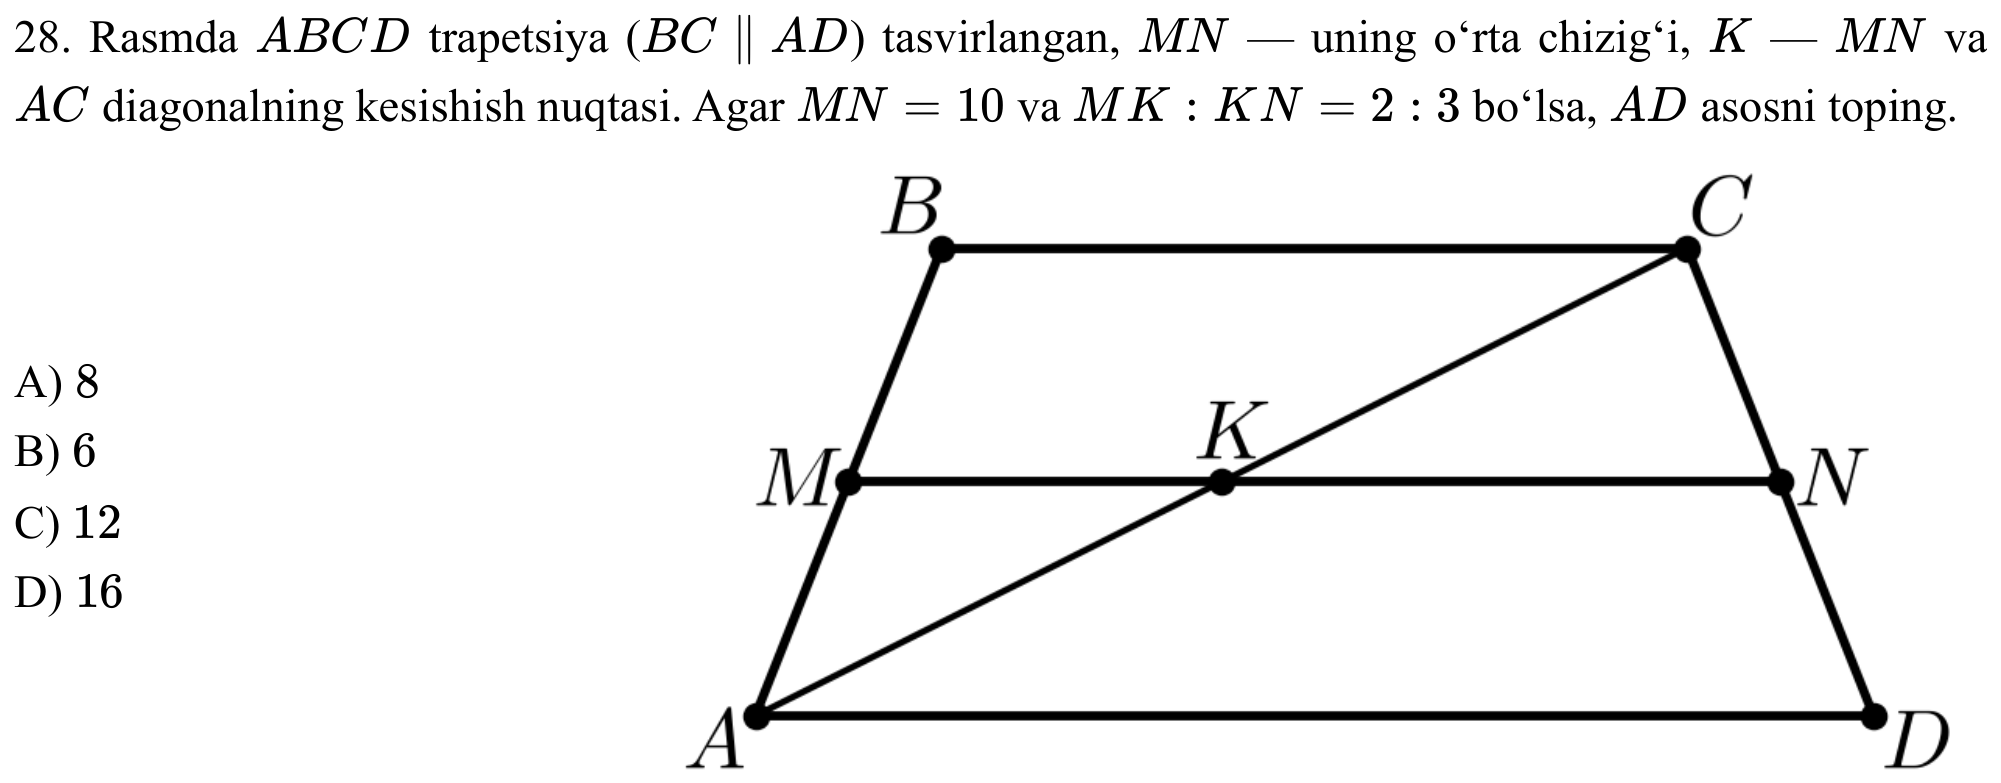 28. Rasmda ABCD trapetsiya (BC ∥ AD) tasvirlangan, MN — uning o‘rta chizig‘i, K — MN va
AC diagonalning kesishish nuqtasi. Agar MN = 10 va MK : KN = 2 : 3 bo‘lsa, AD asosni toping.
B
C
A) 8
K
B) 6
M
N
C) 12
D) 16
A
D